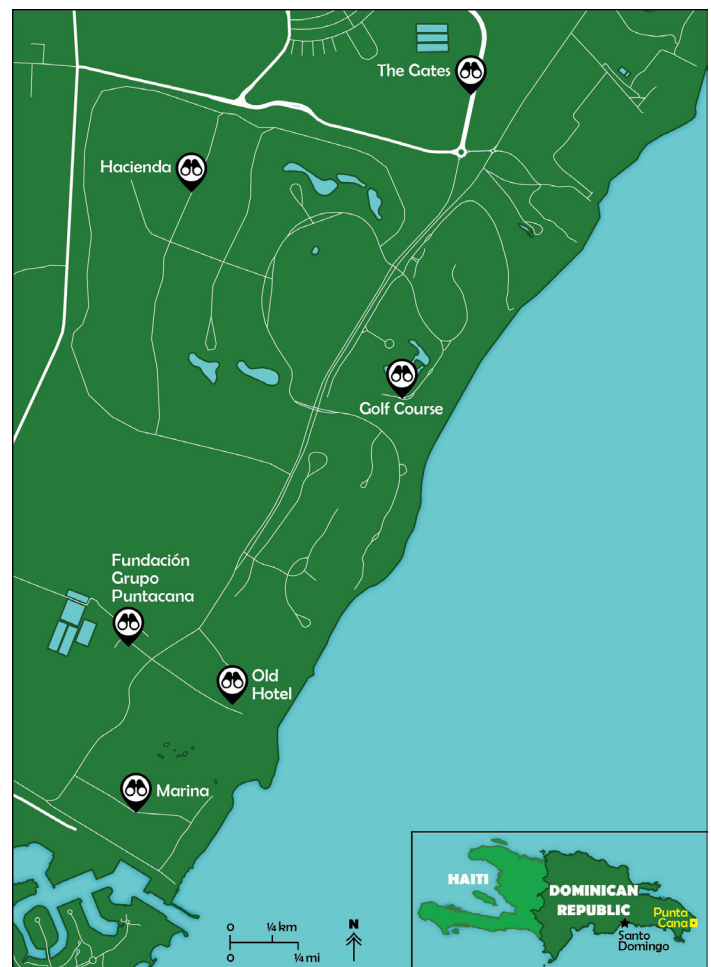 The Gates
Hacienda
Golf Course
Fundación
Grupo
Puntacana
Old
Hotel
Marina
0 ¼ km
0 ¼ mi
N
HAITI
DOMINICAN
REPUBLIC
Punta
Cana
Santo
Domingo